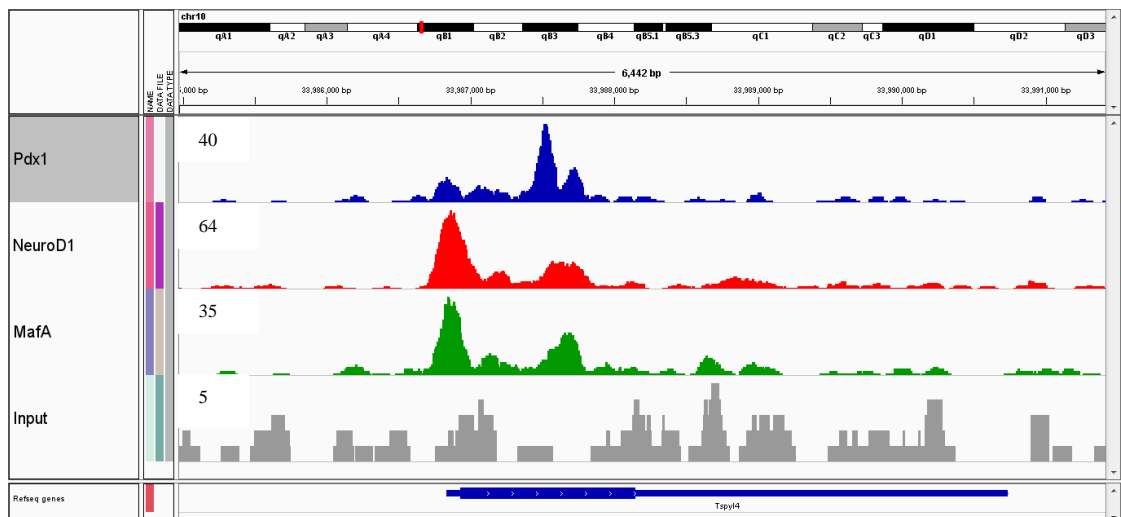 chr10
qA1 qA2 qA3 qA4 qB1 qB2 qB3 qB4 qB5.1 qB5.3 qC1 qC2 qC3 qD1 qD2 qD3
6,442 bp
,000 bp 33,986,000 bp 33,987,000 bp 33,988,000 bp 33,989,000 bp 33,990,000 bp 33,991,000 bp
NAME
DATA FILE
DATA TYPE
Pdx1 40
NeuroD1 64
MafA 35
Input 5
Refseq genes
Tspyl4